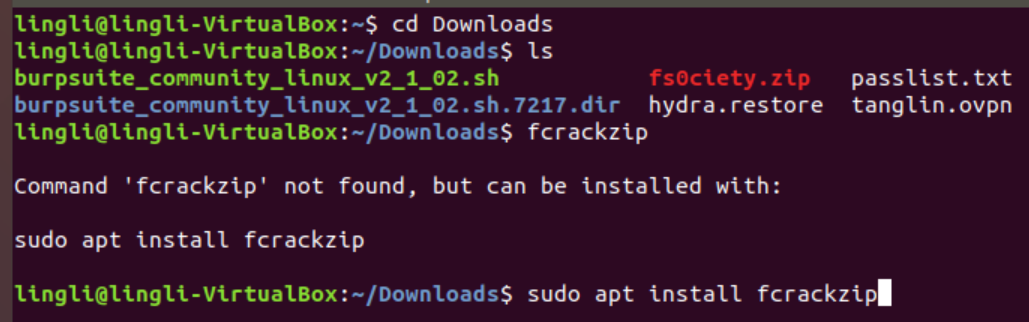 lingli@lingli-VirtualBox:~$ cd Downloads
lingli@lingli-VirtualBox:~/Downloads$ ls
burpsuite_community_linux_v2_1_02.sh fs0ciety.zip passlist.txt
burpsuite_community_linux_v2_1_02.sh.7217.dir hydra.restore tanglin.ovpn
lingli@lingli-VirtualBox:~/Downloads$ fcrackzip
Command 'fcrackzip' not found, but can be installed with:
sudo apt install fcrackzip
lingli@lingli-VirtualBox:~/Downloads$ sudo apt install fcrackzip